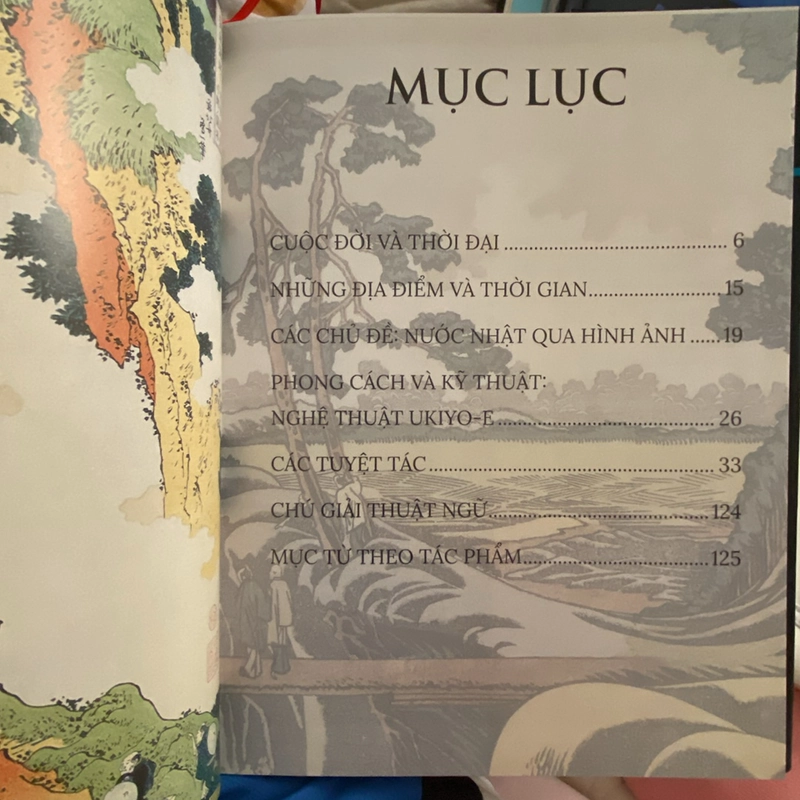 MỤC LỤC
CUỘC ĐỜI VÀ THỜI ĐẠI ........................................ 6
NHỮNG ĐỊA ĐIỂM VÀ THỜI GIAN........................ 15
CÁC CHỦ ĐỀ: NƯỚC NHẬT QUA HÌNH ẢNH ......19
PHONG CÁCH VÀ KỸ THUẬT:
NGHỆ THUẬT UKIYO-E ........................................ 26
CÁC TUYỆT TÁC .................................................... 33
CHÚ GIẢI THUẬT NGỮ........................................124
MỤC TỪ THEO TÁC PHẨM..................................125